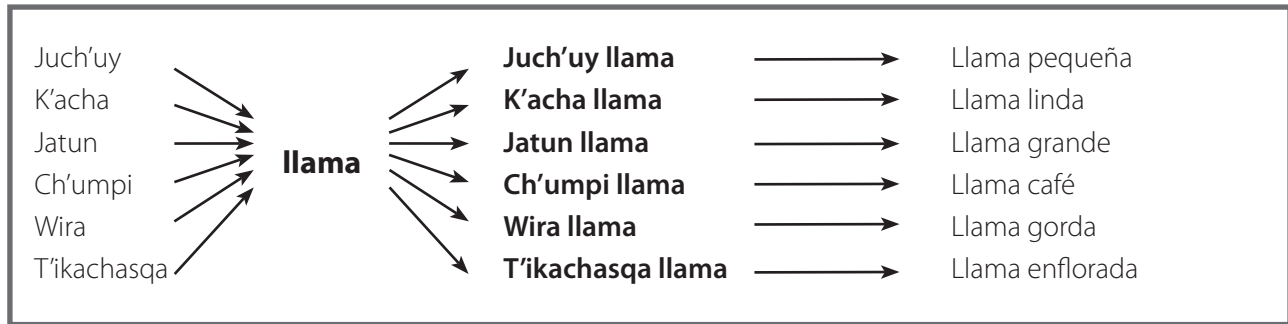 Juch'uy
K'acha
Jatun
Ch'umpi
Wira
T'ikachasqa
llama
Juch'uy llama
K'acha llama
Jatun llama
Ch'umpi llama
Wira llama
T'ikachasqa llama
Llama pequeña
Llama linda
Llama grande
Llama café
Llama gorda
Llama enflorada